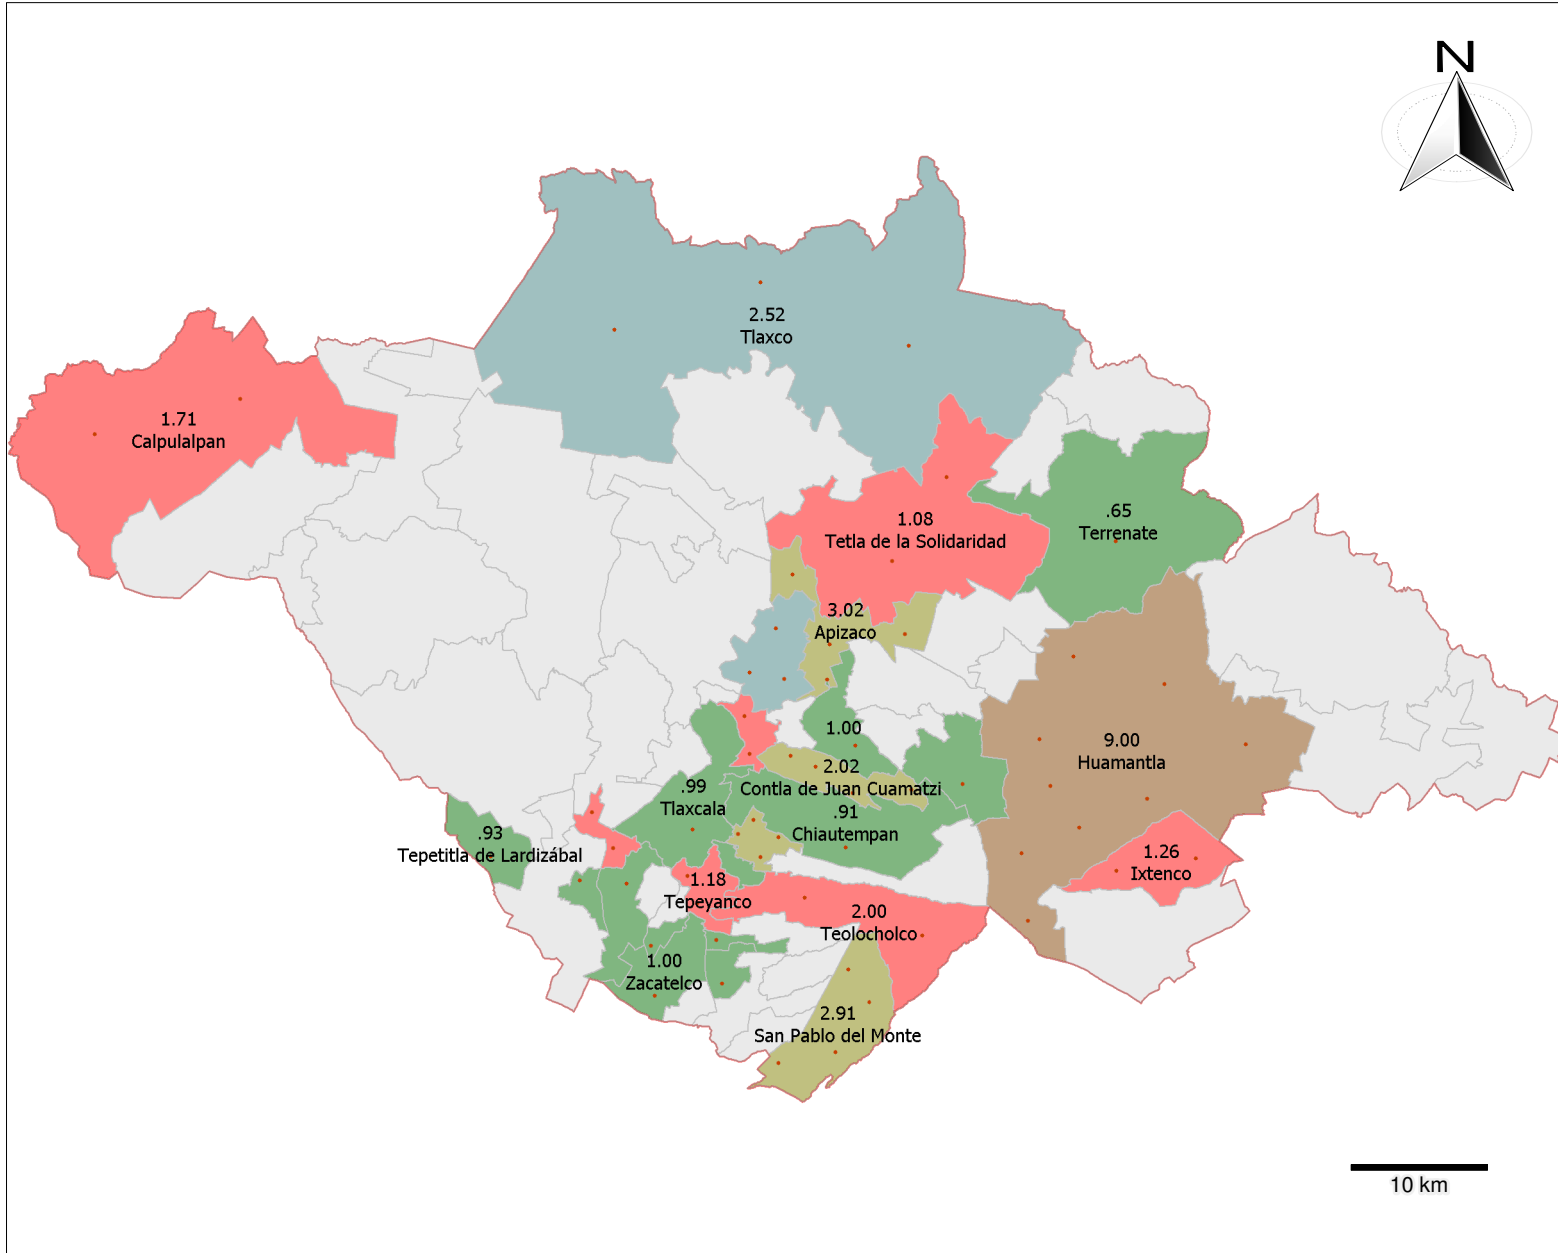 N
2.52
Tlaxco
1.71
Calpulalpan
1.08
Tetla de la Solidaridad
.65
Terrenate
3.02
Apizaco
1.00
9.00
Huamantla
2.02
Contla de Juan Cuamatzi
.99
Tlaxcala
.91
Chiautempan
.93
Tepetitla de Lardizábal
1.26
Ixtenco
1.18
Tepeyanco
2.00
Teolocholco
1.00
Zacatelco
2.91
San Pablo del Monte
10 km